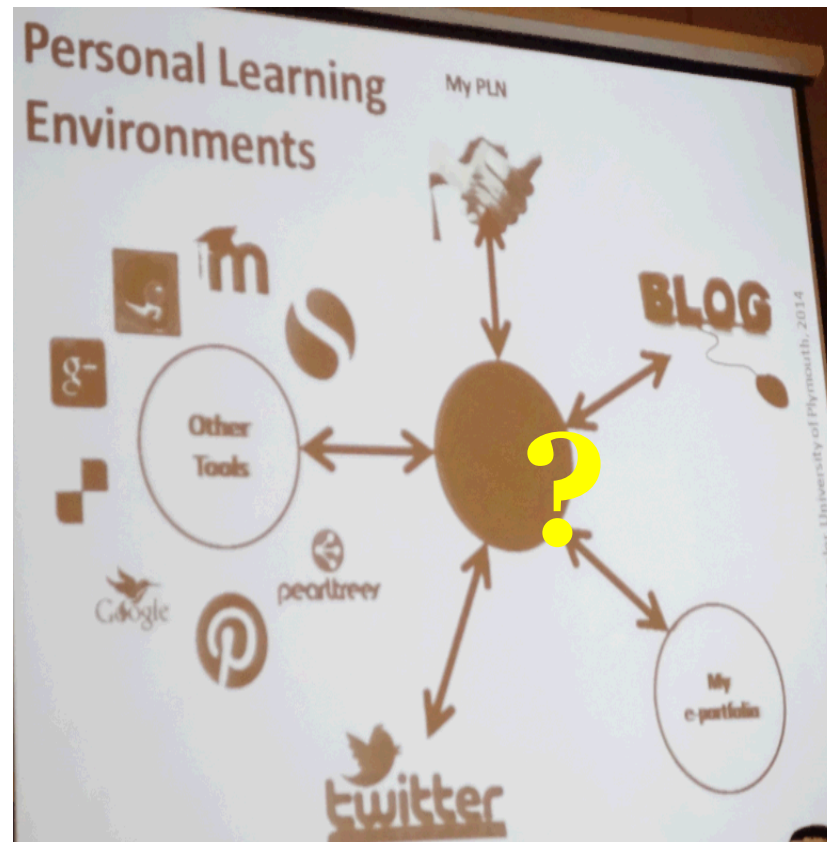 Personal Learning
Environments
My PLN
BLOG
m
g+
Other
Tools
Google
pearltrees
twitter
My
e-portfolio
University of Plymouth, 2014
?